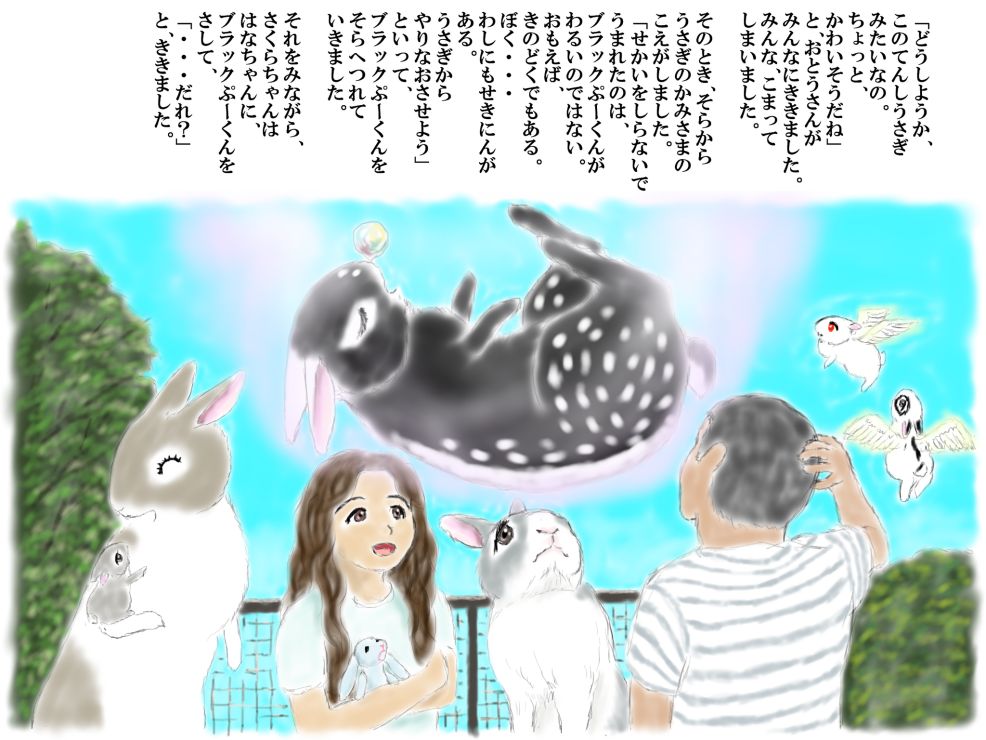 「どうしようか、
このてんしうさぎ
みたいなの。
ちょっと、
かわいそうだね」
と、おとうさんが
みんなにききました。
みんな、こまって
しまいました。
そのとき、そらから
うさぎのかみさまの
こえがしました。
「せかいをしらないで
うまれたのは、
ブラックぷーくんが
わるいのではない。
おもえば、
きのどくでもある。
ぼく・・・
わしにもせきにんが
ある。
うさぎから
やりなおさせよう」
といって、
ブラックぷーくんを
そらへつれて
いきました。
それをみながら、
さくらちゃんは
はなちゃんに、
ブラックぷーくんを
さして、
「・・・だれ?」
と、ききました。